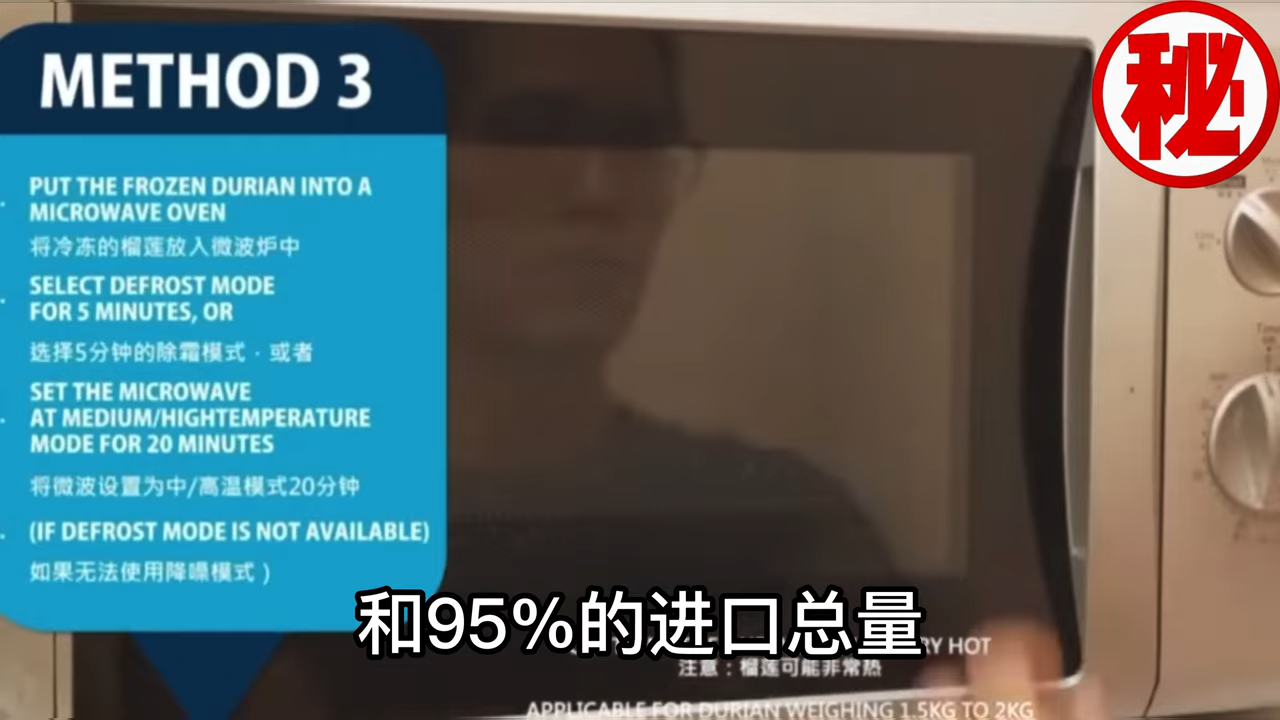 METHOD 3
秘
PUT THE FROZEN DURIAN INTO A
MICROWAVE OVEN
将冷冻的榴莲放入微波炉中
SELECT DEFROST MODE
FOR 5 MINUTES, OR
选择5分钟的除霜模式，或者
SET THE MICROWAVE
AT MEDIUM/HIGHTEMPERATURE
MODE FOR 20 MINUTES
将微波设置为中/高温模式20分钟
(IF DEFROST MODE IS NOT AVAILABLE)
如果无法使用降噪模式)
和95%的进口总量
RY HOT
注意：榴莲可能非常热
APPLICABLE FOR DURIAN WEIGHING 1.5KG TO 2KG